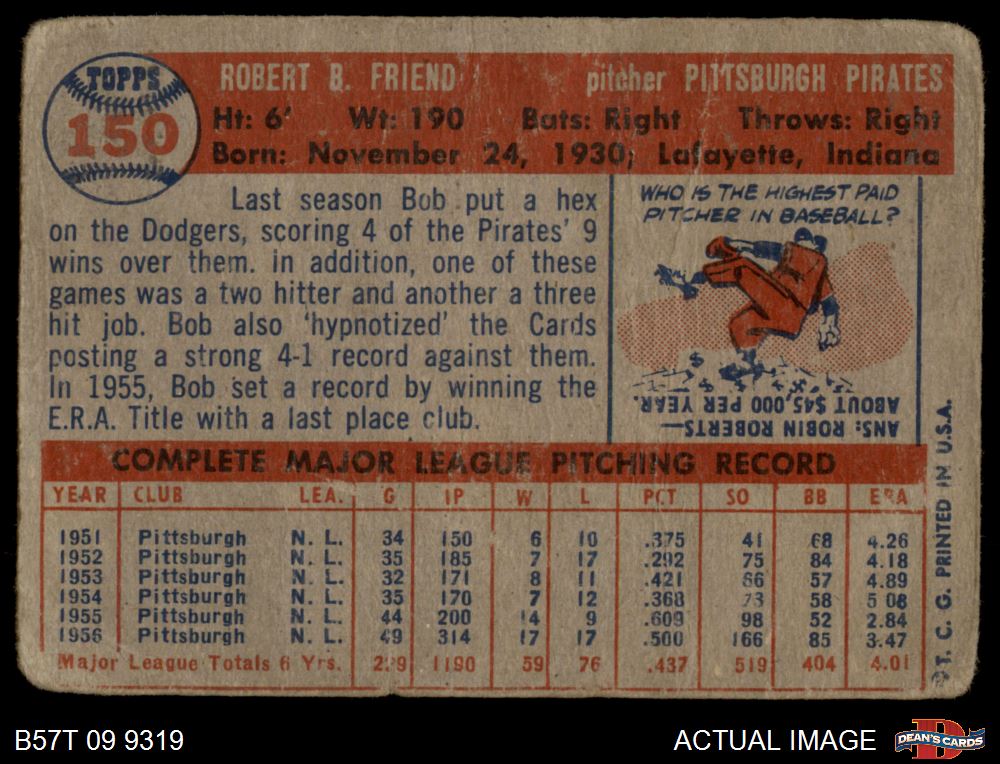 TOPPS
150
ROBERT B. FRIEND pitcher PITTSBURGH PIRATES
Ht: 6' Wt: 190 Bats: Right Throws: Right
Born: November 24, 1930; Lafayette, Indiana
Last season Bob put a hex
on the Dodgers, scoring 4 of the Pirates' 9
wins over them. In addition, one of these
games was a two hitter and another a three
hit job. Bob also 'hypnotized' the Cards
posting a strong 4-1 record against them.
In 1955, Bob set a record by winning the
E.R.A. Title with a last place club.
WHO IS THE HIGHEST PAID
PITCHER IN BASEBALL?
ANS: ROBIN ROBERTS—
ABOUT $45,000 PER YEAR.
COMPLETE MAJOR LEAGUE PITCHING RECORD
YEAR CLUB LEA. G IP W L PCT SO BB ERA
1951 Pittsburgh N. L. 34 150 6 10 .375 41 68 4.26
1952 Pittsburgh N. L. 35 185 7 17 .292 75 84 4.18
1953 Pittsburgh N. L. 32 171 8 11 .421 66 57 4.89
1954 Pittsburgh N. L. 35 170 7 12 .368 73 58 5.08
1955 Pittsburgh N. L. 44 200 14 9 .609 98 52 2.84
1956 Pittsburgh N. L. 49 314 17 17 .500 166 85 3.47
Major League Totals 6 Yrs. 229 1190 59 76 .437 519 404 4.01
© T. C. G. PRINTED IN U.S.A.
B57T 09 9319
ACTUAL IMAGE
DEAN'S CARDS